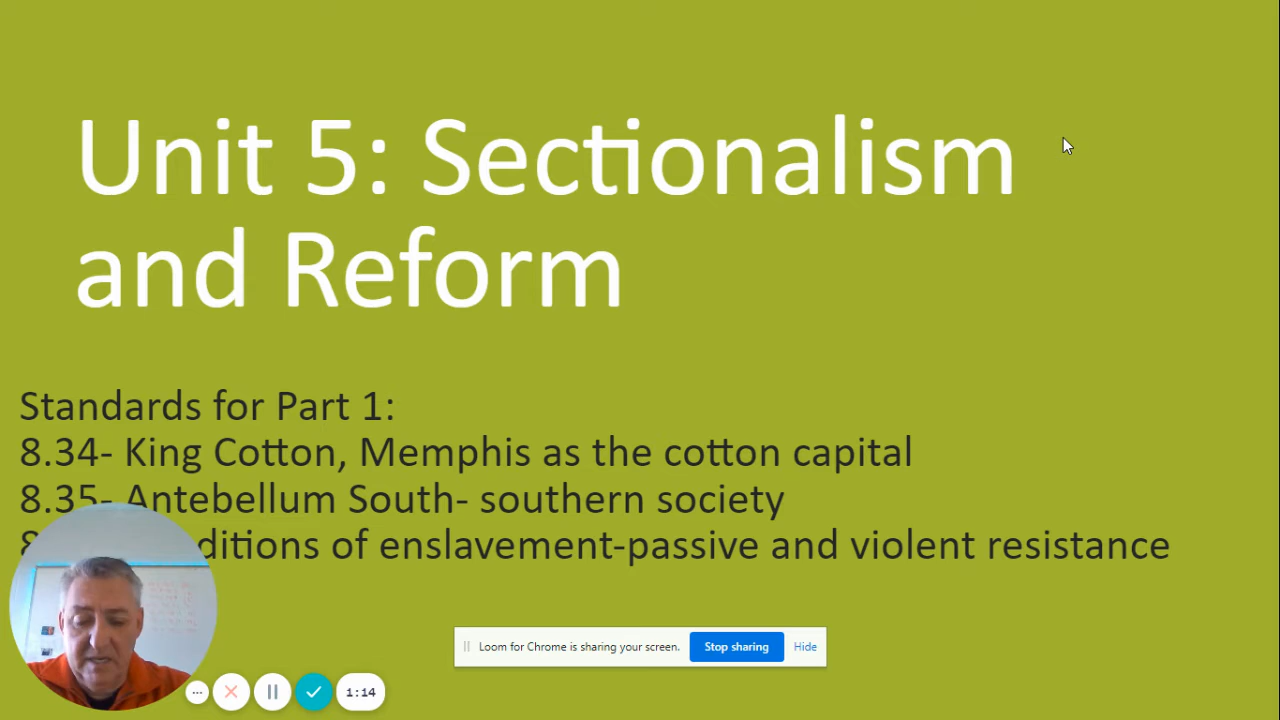 Unit 5: Sectionalism
and Reform
Standards for Part 1:
8.34- King Cotton, Memphis as the cotton capital
8.35- Antebellum South- southern society
of enslavement-passive and violent resistance
Loom for Chrome is sharing your screen.
Stop sharing
Hide
1:14